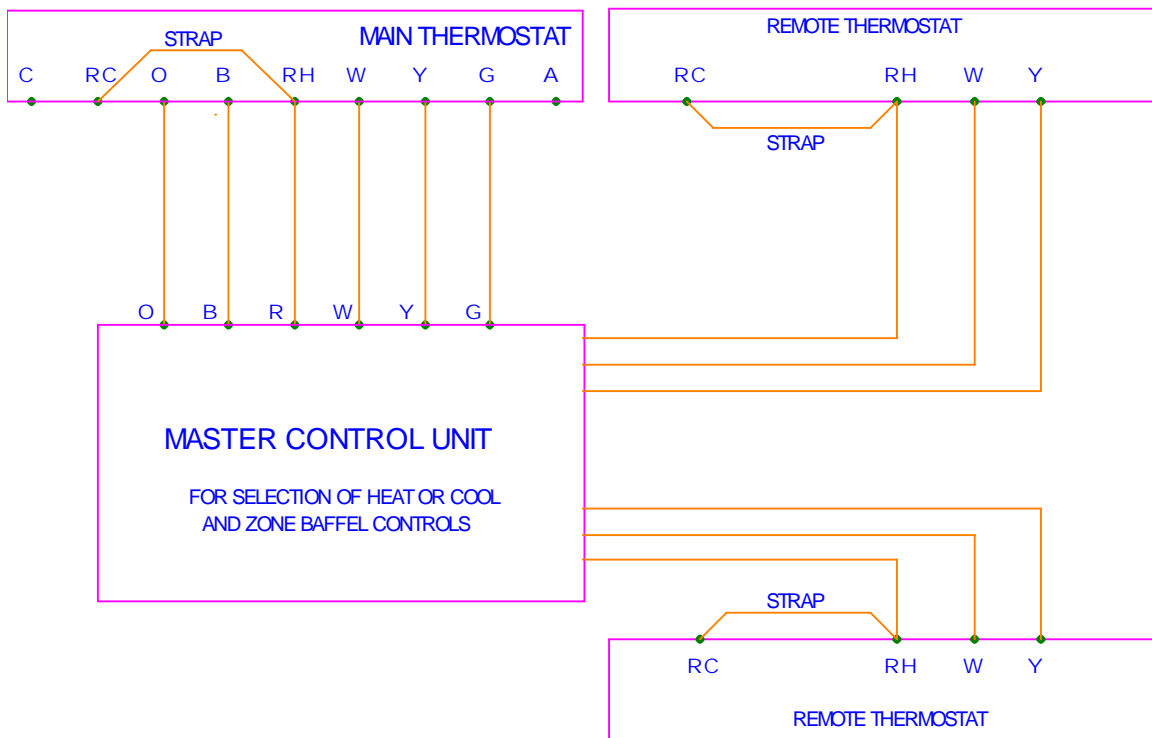 MAIN THERMOSTAT
STRAP
C RC O B RH W Y G A
REMOTE THERMOSTAT
RC RH W Y
STRAP
O B R W Y G
MASTER CONTROL UNIT
FOR SELECTION OF HEAT OR COOL
AND ZONE BAFFEL CONTROLS
STRAP
RC RH W Y
REMOTE THERMOSTAT